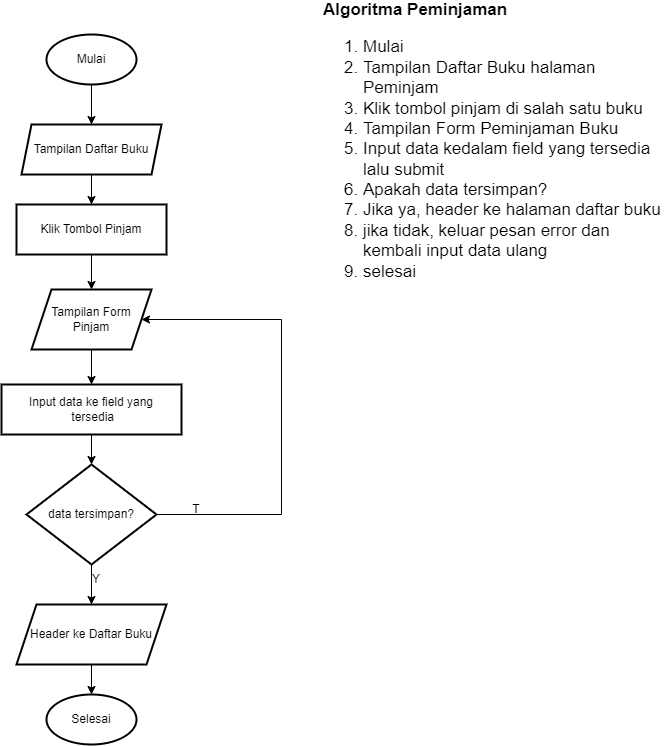 Algoritma Peminjaman
1. Mulai
2. Tampilan Daftar Buku halaman
Peminjam
3. Klik tombol pinjam di salah satu buku
4. Tampilan Form Peminjaman Buku
5. Input data kedalam field yang tersedia
lalu submit
6. Apakah data tersimpan?
7. Jika ya, header ke halaman daftar buku
8. jika tidak, keluar pesan error dan
kembali input data ulang
9. selesai
Mulai
Tampilan Daftar Buku
Klik Tombol Pinjam
Tampilan Form
Pinjam
Input data ke field yang
tersedia
data tersimpan?
T
Y
Header ke Daftar Buku
Selesai